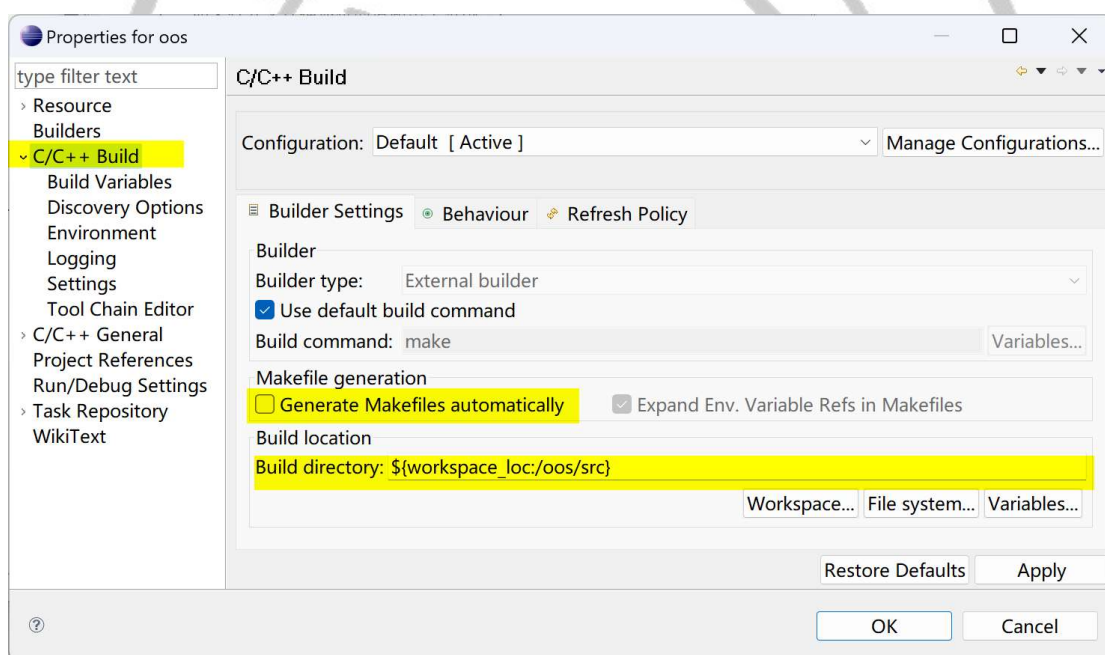 Properties for oos
type filter text
Resource
Builders
C/C++ Build
Build Variables
Discovery Options
Environment
Logging
Settings
Tool Chain Editor
C/C++ General
Project References
Run/Debug Settings
Task Repository
WikiText
C/C++ Build
Configuration: Default [ Active ] Manage Configurations...
Builder Settings Behaviour Refresh Policy
Builder
Builder type: External builder
Use default build command
Build command: make Variables...
Makefile generation
Generate Makefiles automatically Expand Env. Variable Refs in Makefiles
Build location
Build directory: ${workspace_loc:/oos/src}
Workspace... File system... Variables...
Restore Defaults Apply
OK Cancel